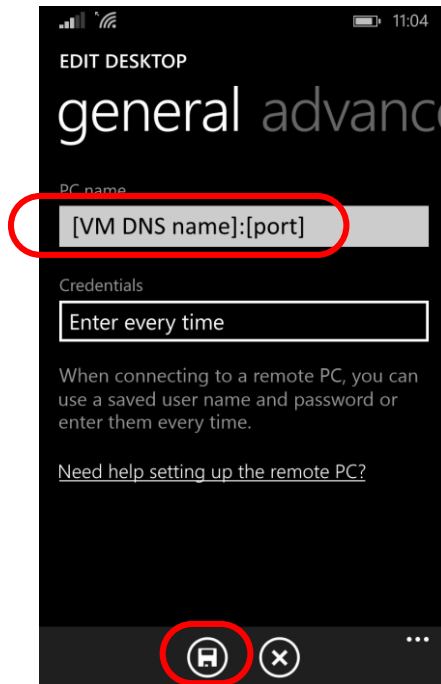 11:04
EDIT DESKTOP
general advanc
PC name
[VM DNS name]:[port]
Credentials
Enter every time
When connecting to a remote PC, you can
use a saved user name and password or
enter them every time.
Need help setting up the remote PC?